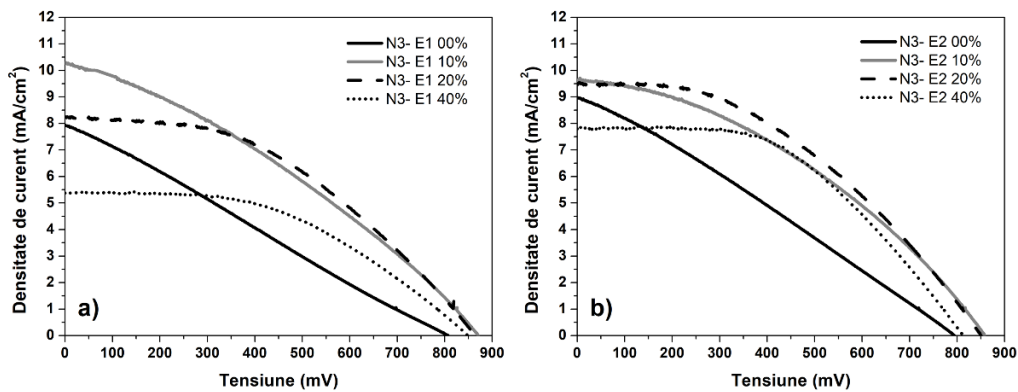 12
11
10
9
8
7
6
5
4
3
2
1
0
Densitate de curent (mA/cm²)
N3- E1 00%
N3- E1 10%
N3- E1 20%
N3- E1 40%
a)
0 100 200 300 400 500 600 700 800 900
Tensiune (mV)
12
11
10
9
8
7
6
5
4
3
2
1
0
Densitate de curent (mA/cm²)
N3- E2 00%
N3- E2 10%
N3- E2 20%
N3- E2 40%
b)
0 100 200 300 400 500 600 700 800 900
Tensiune (mV)